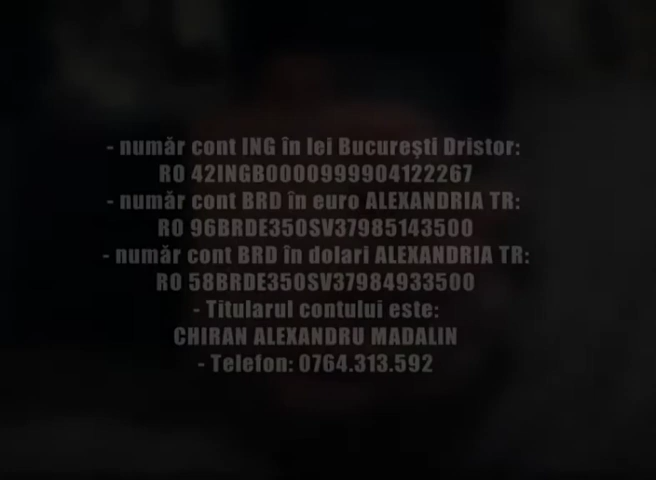 - număr cont ING în lei Bucureşti Dristor:
RO 42INGB0000999904122267
- număr cont BRD în euro ALEXANDRIA TR:
RO 96BRDE350SV37985143500
- număr cont BRD în dolari ALEXANDRIA TR:
RO 58BRDE350SV37984933500
- Titularul contului este:
CHIRAN ALEXANDRU MADALIN
- Telefon: 0764.313.592